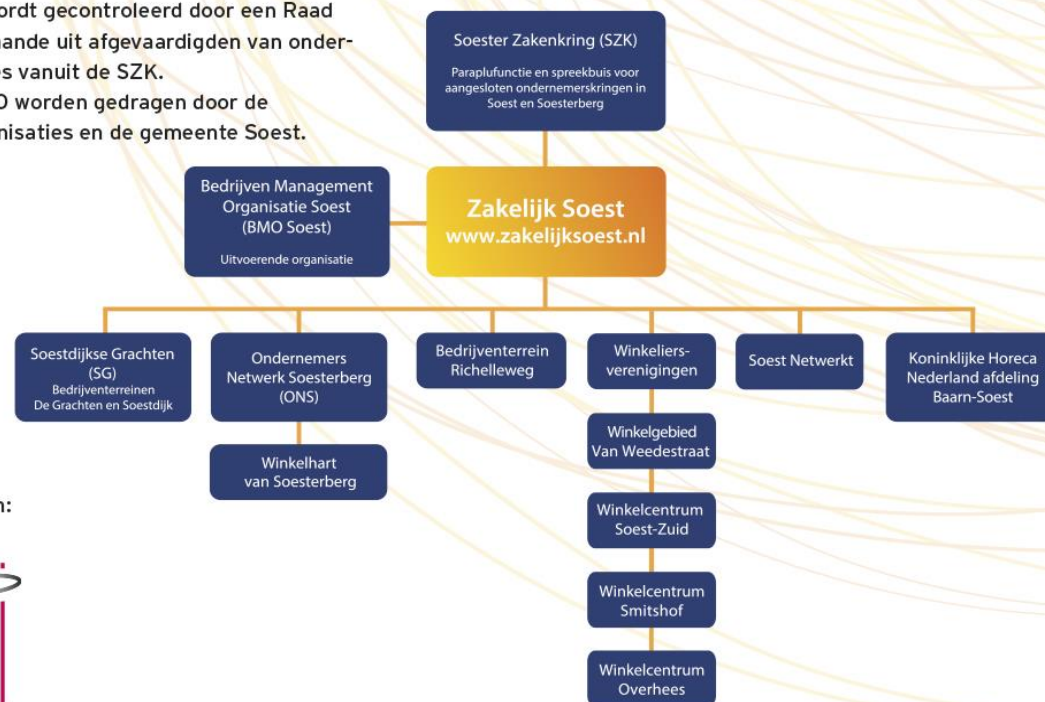 ordt gecontroleerd door een Raad
ande uit afgevaardigden van onder-
es vanuit de SZK.
O worden gedragen door de
nisaties en de gemeente Soest.
Soester Zakenkring (SZK)
Paraplufunctie en spreekbuis voor
aangesloten ondernemerskringen in
Soest en Soesterberg
Bedrijven Management
Organisatie Soest
(BMO Soest)
Uitvoerende organisatie
Zakelijk Soest
www.zakelijksoest.nl
Soestdijkse Grachten
(SG)
Bedrijventerreinen
De Grachten en Soestdijk
Ondernemers
Netwerk Soesterberg
(ONS)
Winkelhart
van Soesterberg
Bedrijventerrein
Richelleweg
Winkeliers-
verenigingen
Winkelgebied
Van Weedestraat
Winkelcentrum
Soest-Zuid
Winkelcentrum
Smitshof
Winkelcentrum
Overhees
Soest Netwerkt
Koninklijke Horeca
Nederland afdeling
Baarn-Soest
n: